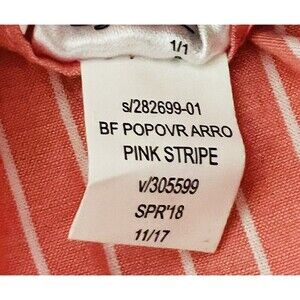 1/1
s/282699-01
BF POPOVR ARRO
PINK STRIPE
v/305599
SPR'18
11/17